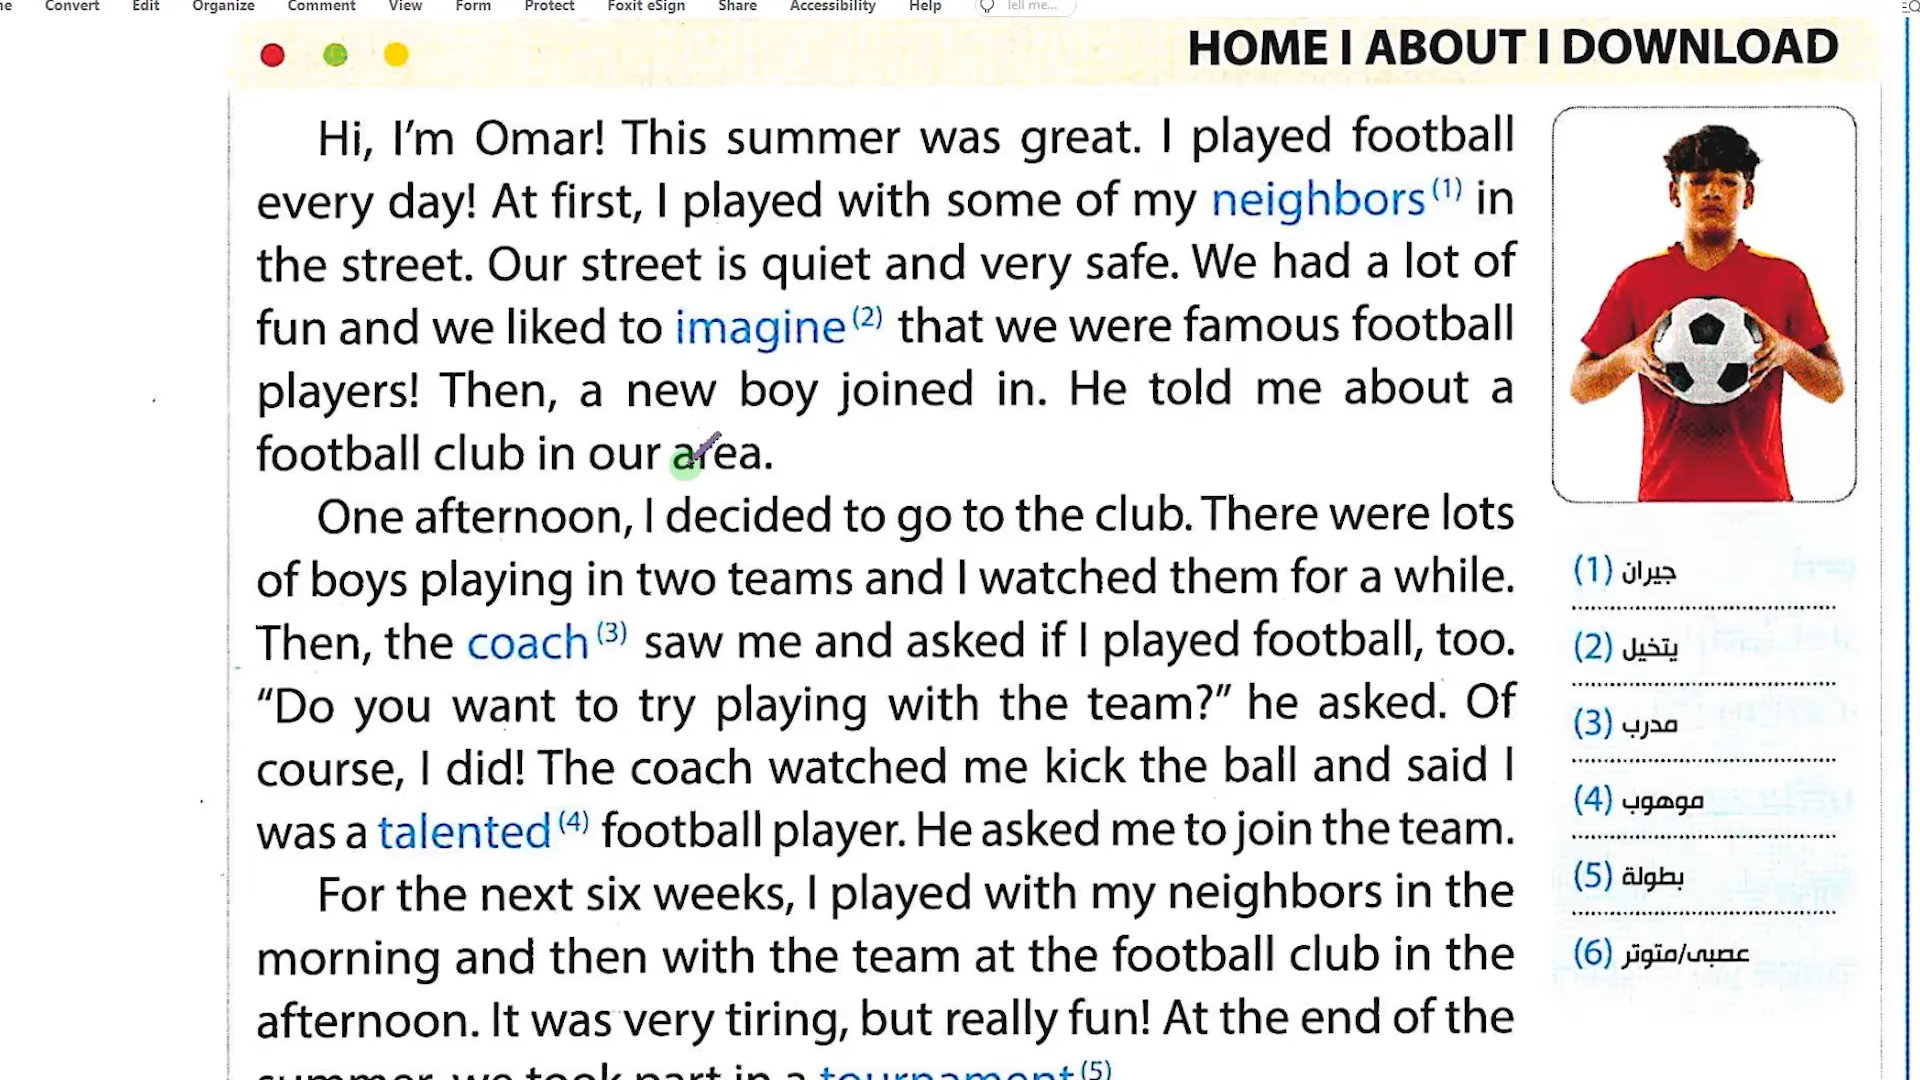 Convert Edit Organize Comment View Form Protect Foxit eSign Share Accessibility Help Tell me...
HOME I ABOUT I DOWNLOAD
Hi, I'm Omar! This summer was great. I played football
every day! At first, I played with some of my neighbors (1) in
the street. Our street is quiet and very safe. We had a lot of
fun and we liked to imagine (2) that we were famous football
players! Then, a new boy joined in. He told me about a
football club in our area.
One afternoon, I decided to go to the club. There were lots
of boys playing in two teams and I watched them for a while.
Then, the coach (3) saw me and asked if I played football, too.
“Do you want to try playing with the team?” he asked. Of
course, I did! The coach watched me kick the ball and said I
was a talented (4) football player. He asked me to join the team.
For the next six weeks, I played with my neighbors in the
morning and then with the team at the football club in the
afternoon. It was very tiring, but really fun! At the end of the
summer, we took part in a tournament (5)
(1) جيران
(2) يتخيل
(3) مدرب
(4) موهوب
(5) بطولة
(6) عصبى/متوتر